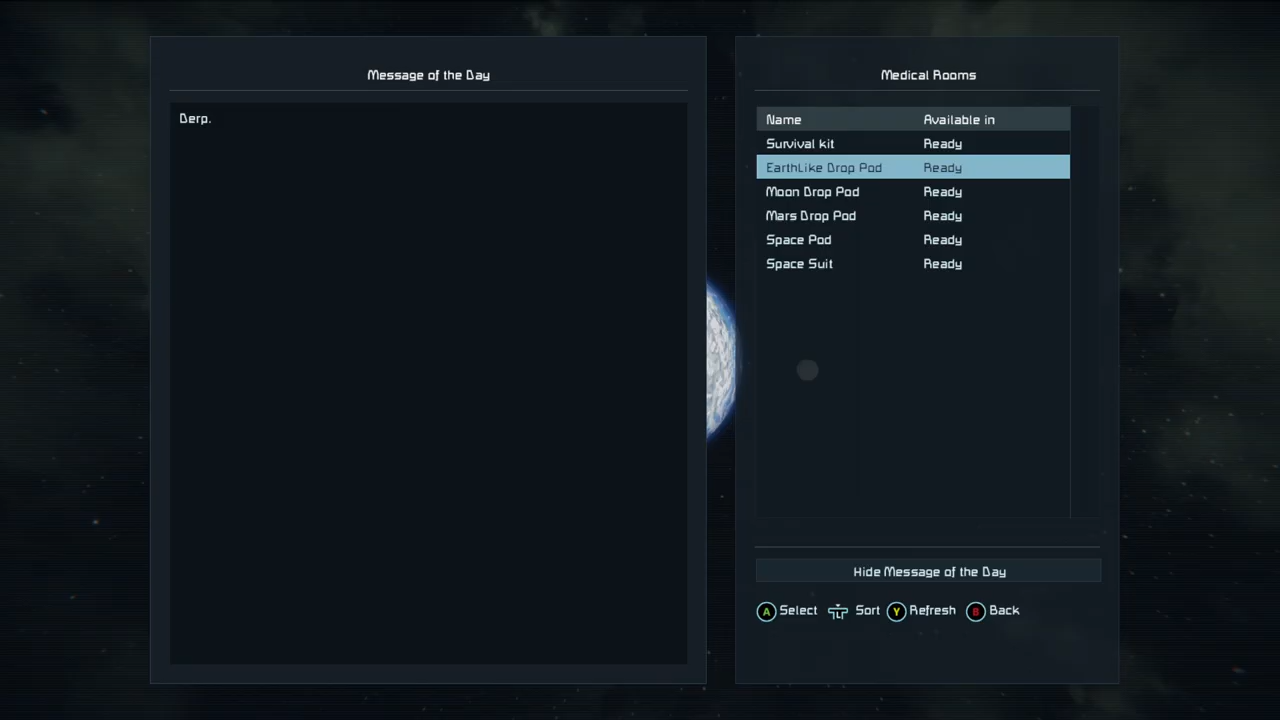 Message of the Day
Derp.
Medical Rooms
Name Available in
Survival kit Ready
EarthLike Drop Pod Ready
Moon Drop Pod Ready
Mars Drop Pod Ready
Space Pod Ready
Space Suit Ready
Hide Message of the Day
A Select Sort Y Refresh B Back